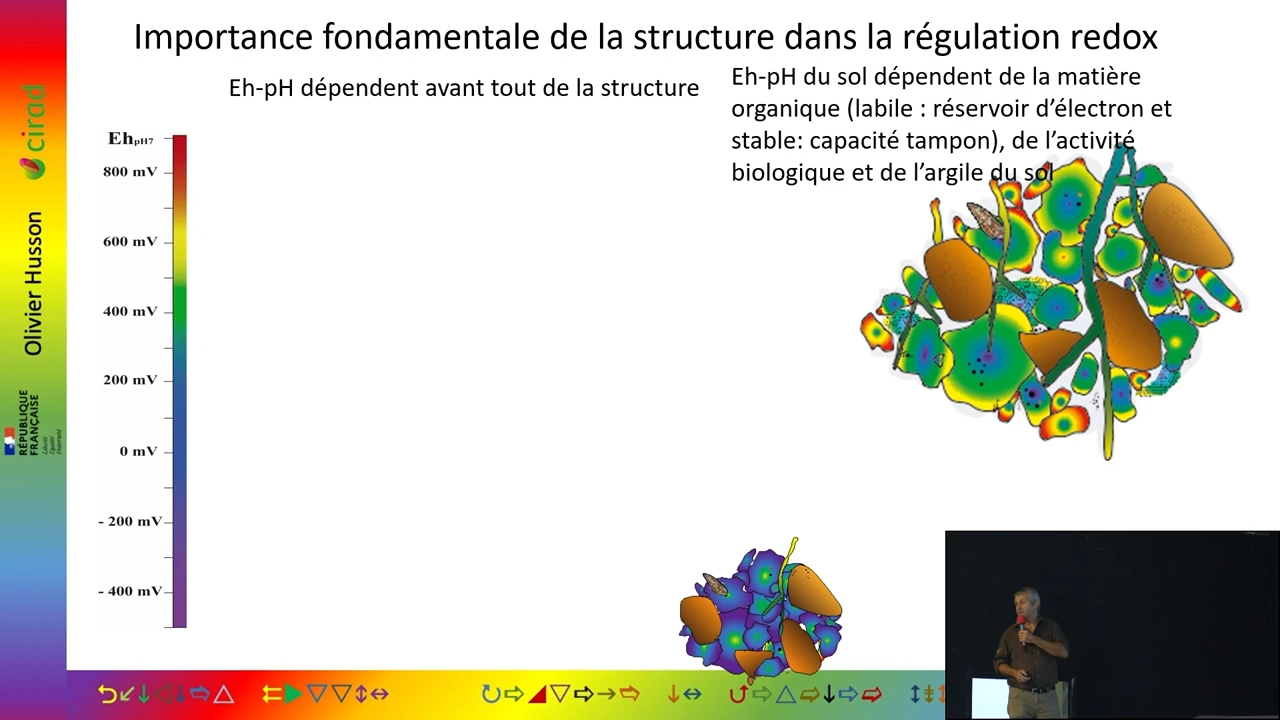 Importance fondamentale de la structure dans la régulation redox
Eh-pH dépendent avant tout de la structure
Eh-pH du sol dépendent de la matière
organique (labile : réservoir d'électron et
stable: capacité tampon), de l'activité
biologique et de l'argile du sol
EhpH7
800 mV
600 mV
400 mV
200 mV
0 mV
- 200 mV
- 400 mV
cirad
Olivier Husson
RÉPUBLIQUE
FRANÇAISE
Liberté
Égalité
Fraternité